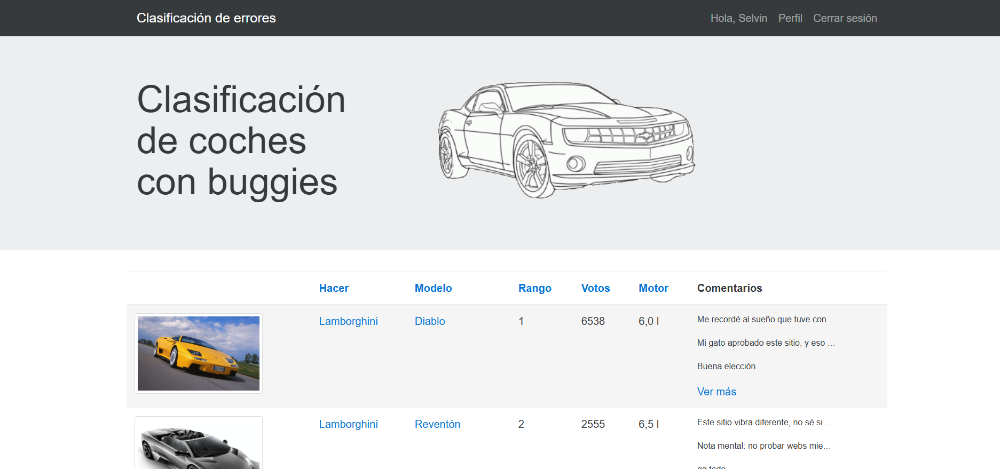 Clasificación de errores
Hola, Selvin Perfil Cerrar sesión
Clasificación
de coches
con buggies
Hacer Modelo Rango Votos Motor Comentarios
Lamborghini Diablo 1 6538 6,0 l Me recordé al sueño que tuve con...
Mi gato aprobado este sitio, y eso ...
Buena elección
Ver más
Lamborghini Reventón 2 2555 6,5 l Este sitio vibra diferente, no sé si ...
Nota mental: no probar webs mie...